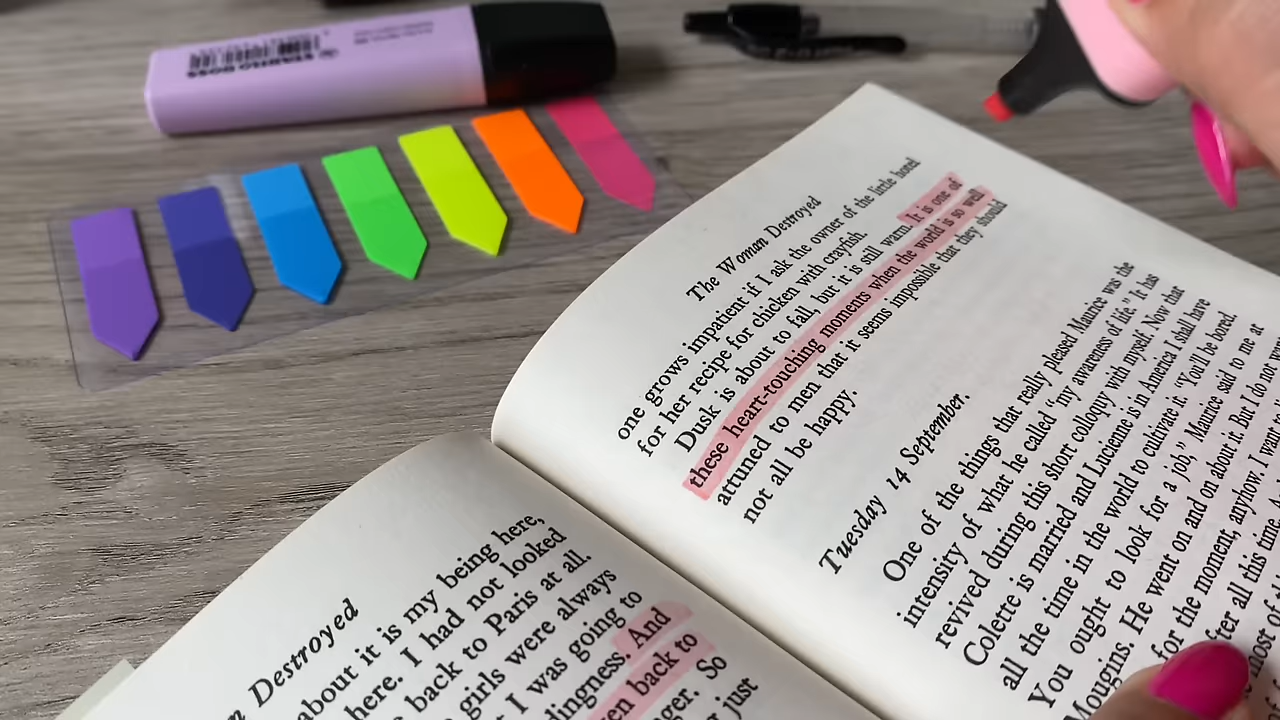 STABILO BOSS
n Destroyed
about it is my being here,
here. I had not looked
back to Paris at all.
girls were always
t I was going to
dingness. And
en back to
ger. So
just
The Woman Destroyed
one grows impatient if I ask the owner of the little hotel
for her recipe for chicken with crayfish.
Dusk is about to fall, but it is still warm. It is one of
these heart-touching moments when the world is so well
attuned to men that it seems impossible that they should
not all be happy.
Tuesday 14 September.
One of the things that really pleased Maurice was the
intensity of what he called “my awareness of life.” It has
revived during this short colloquy with myself. Now that
Colette is married and Lucienne is in America I shall have
all the time in the world to cultivate it. “You’ll be bored.
You ought to look for a job,” Maurice said to me at
Mougins. He went on and on about it. But I do not want
for the moment, anyhow. I want to
fter all this time
most of